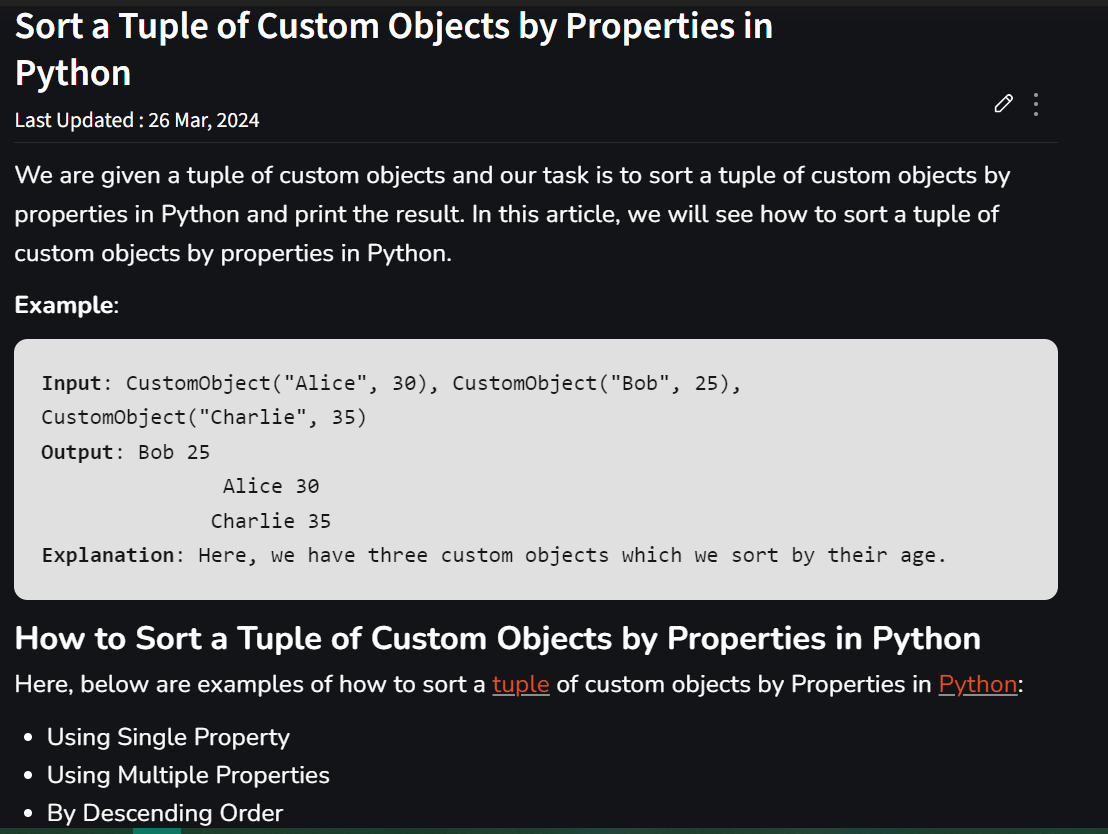 Sort a Tuple of Custom Objects by Properties in
Python
Last Updated : 26 Mar, 2024
We are given a tuple of custom objects and our task is to sort a tuple of custom objects by
properties in Python and print the result. In this article, we will see how to sort a tuple of
custom objects by properties in Python.
Example:
Input: CustomObject("Alice", 30), CustomObject("Bob", 25),
CustomObject("Charlie", 35)
Output: Bob 25
Alice 30
Charlie 35
Explanation: Here, we have three custom objects which we sort by their age.
How to Sort a Tuple of Custom Objects by Properties in Python
Here, below are examples of how to sort a tuple of custom objects by Properties in Python:
• Using Single Property
• Using Multiple Properties
• By Descending Order